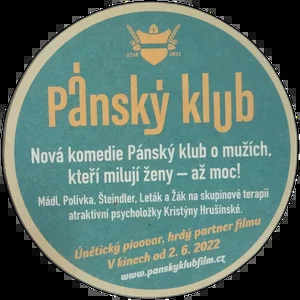 1710 2011
Pánský klub
Nová komedie Pánský klub o mužích,
kteří milují ženy – až moc!
Mádl, Polívka, Šteindler, Leták a Žák na skupinové terapii
atraktivní psycholožky Kristýny Hrušínské.
Únětický pivovar, hrdý partner filmu
V kinech od 2. 6. 2022
www.panskyklubfilm.cz